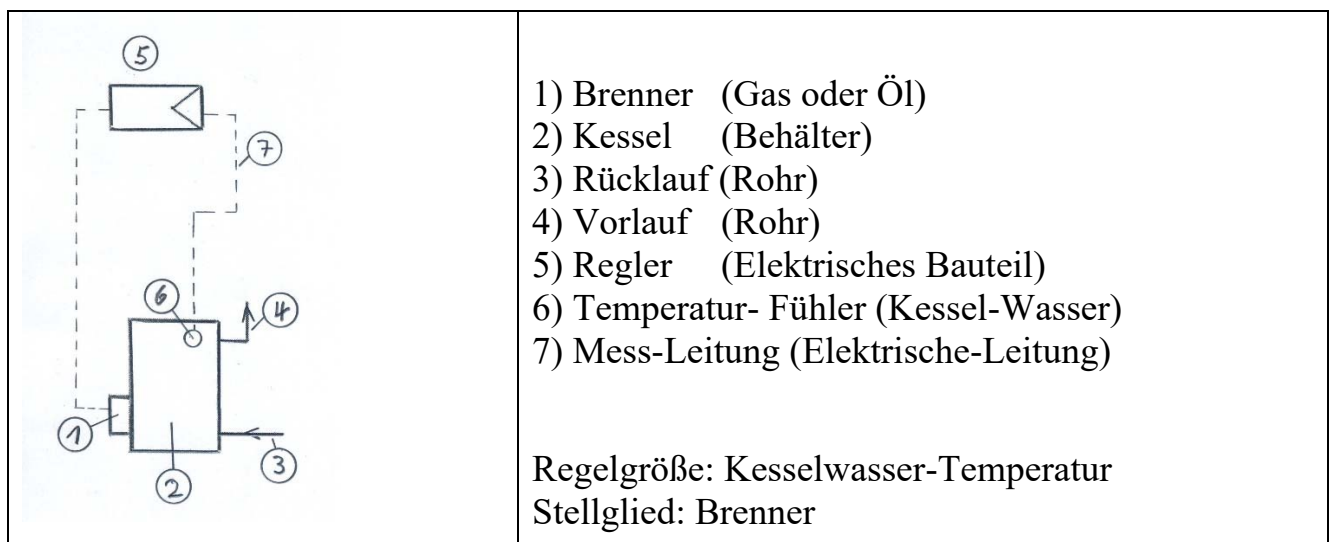 5
7
6
4
1
3
2
1) Brenner (Gas oder Öl)
2) Kessel (Behälter)
3) Rücklauf (Rohr)
4) Vorlauf (Rohr)
5) Regler (Elektrisches Bauteil)
6) Temperatur- Fühler (Kessel-Wasser)
7) Mess-Leitung (Elektrische-Leitung)
Regelgröße: Kesselwasser-Temperatur
Stellglied: Brenner